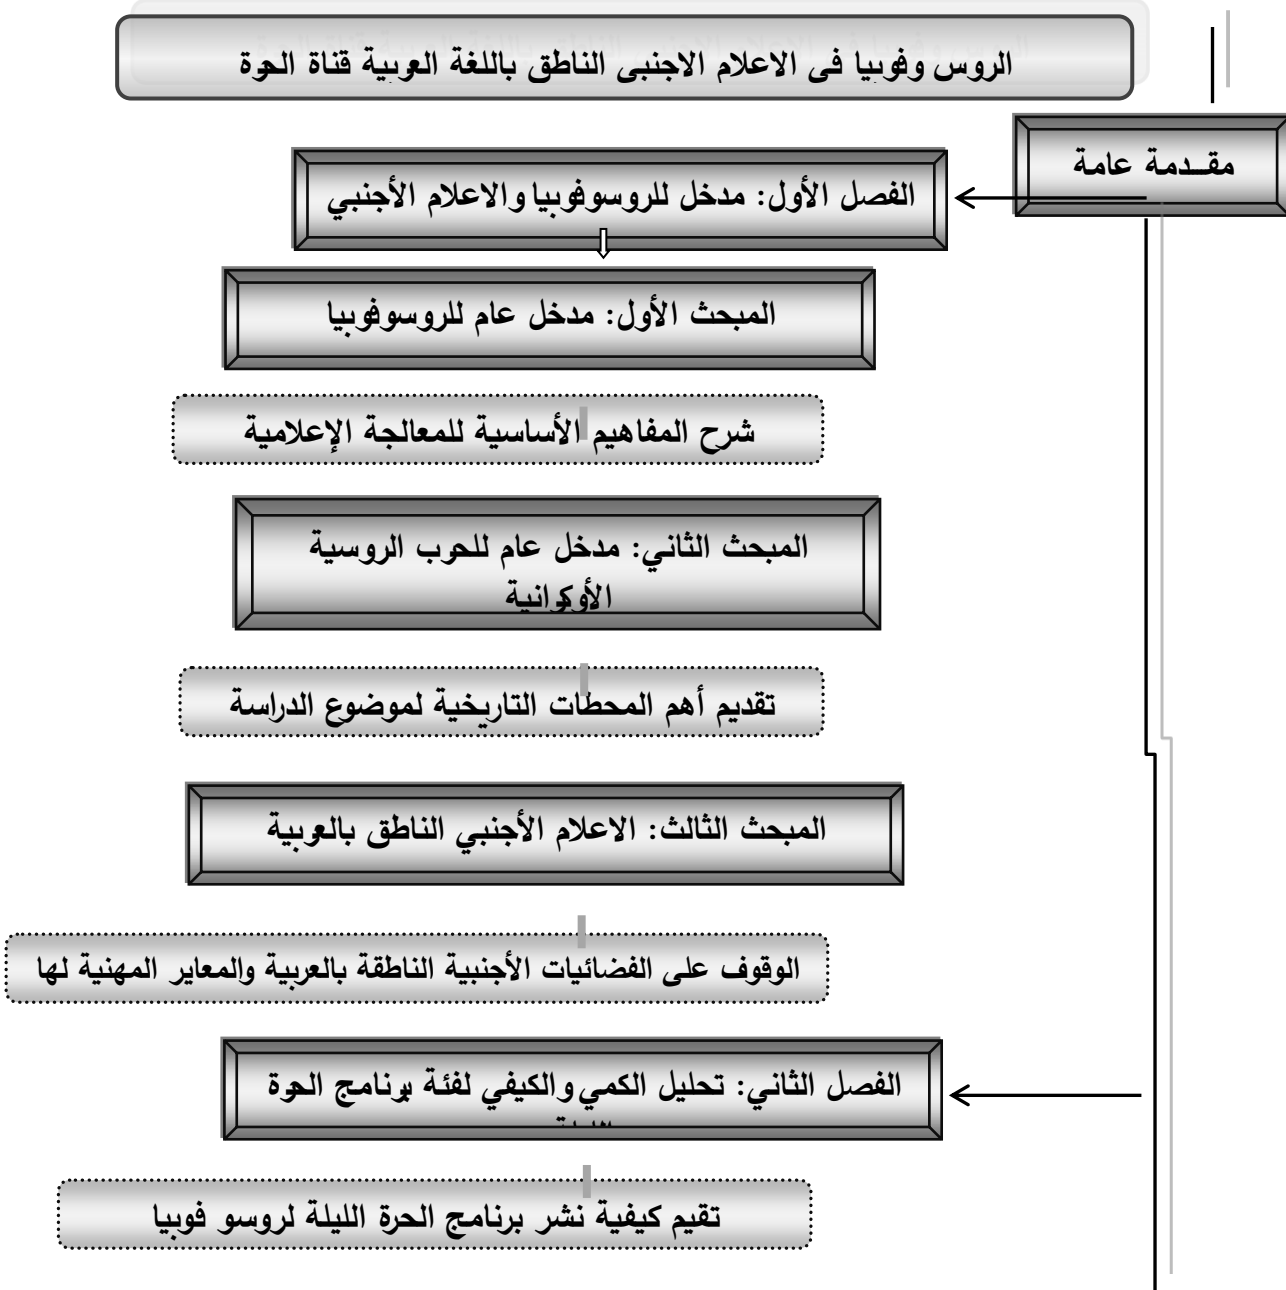 الروس وفوبيا في الاعلام الاجنبي الناطق باللغة العربية قناة الحرة
مقــدمة عامة
الفصل الأول: مدخل للروسوفوبيا والاعلام الأجنبي
المبحث الأول: مدخل عام للروسوفوبيا
شرح المفاهيم الأساسية للمعالجة الإعلامية
المبحث الثاني: مدخل عام للحرب الروسية
الأوكرانية
تقديم أهم المحطات التاريخية لموضوع الدراسة
المبحث الثالث: الاعلام الأجنبي الناطق بالعربية
الوقوف على الفضائيات الأجنبية الناطقة بالعربية والمعاير المهنية لها
الفصل الثاني: تحليل الكمي والكيفي لفئة برنامج الحرة
تقيم كيفية نشر برنامج الحرة الليلة لروسو فوبيا